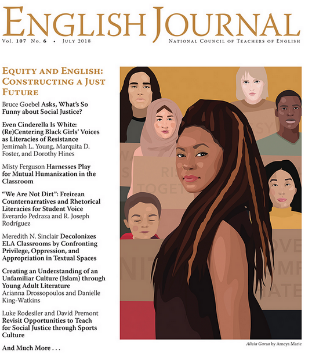 ENGLISH JOURNAL
Vol. 107 No. 6 • July 2018
National Council of Teachers of English
Equity and English:
Constructing a Just
Future
Bruce Goebel Asks, What's So
Funny about Social Justice?
Even Cinderella Is White:
(Re)Centering Black Girls' Voices
as Literacies of Resistance
Jemimah L. Young, Marquita D.
Foster, and Dorothy Hines
Misty Ferguson Harnesses Play
for Mutual Humanization in the
Classroom
"We Are Not Dirt": Freirean
Counternarratives and Rhetorical
Literacies for Student Voice
Everardo Pedraza and R. Joseph
Rodríguez
Meredith N. Sinclair Decolonizes
ELA Classrooms by Confronting
Privilege, Oppression, and
Appropriation in Textual Spaces
Creating an Understanding of an
Unfamiliar Culture (Islam) through
Young Adult Literature
Arianna Drossopoulos and Danielle
King-Watkins
Luke Rodesiler and David Premont
Revisit Opportunities to Teach
for Social Justice through Sports
Culture
And Much More . . .